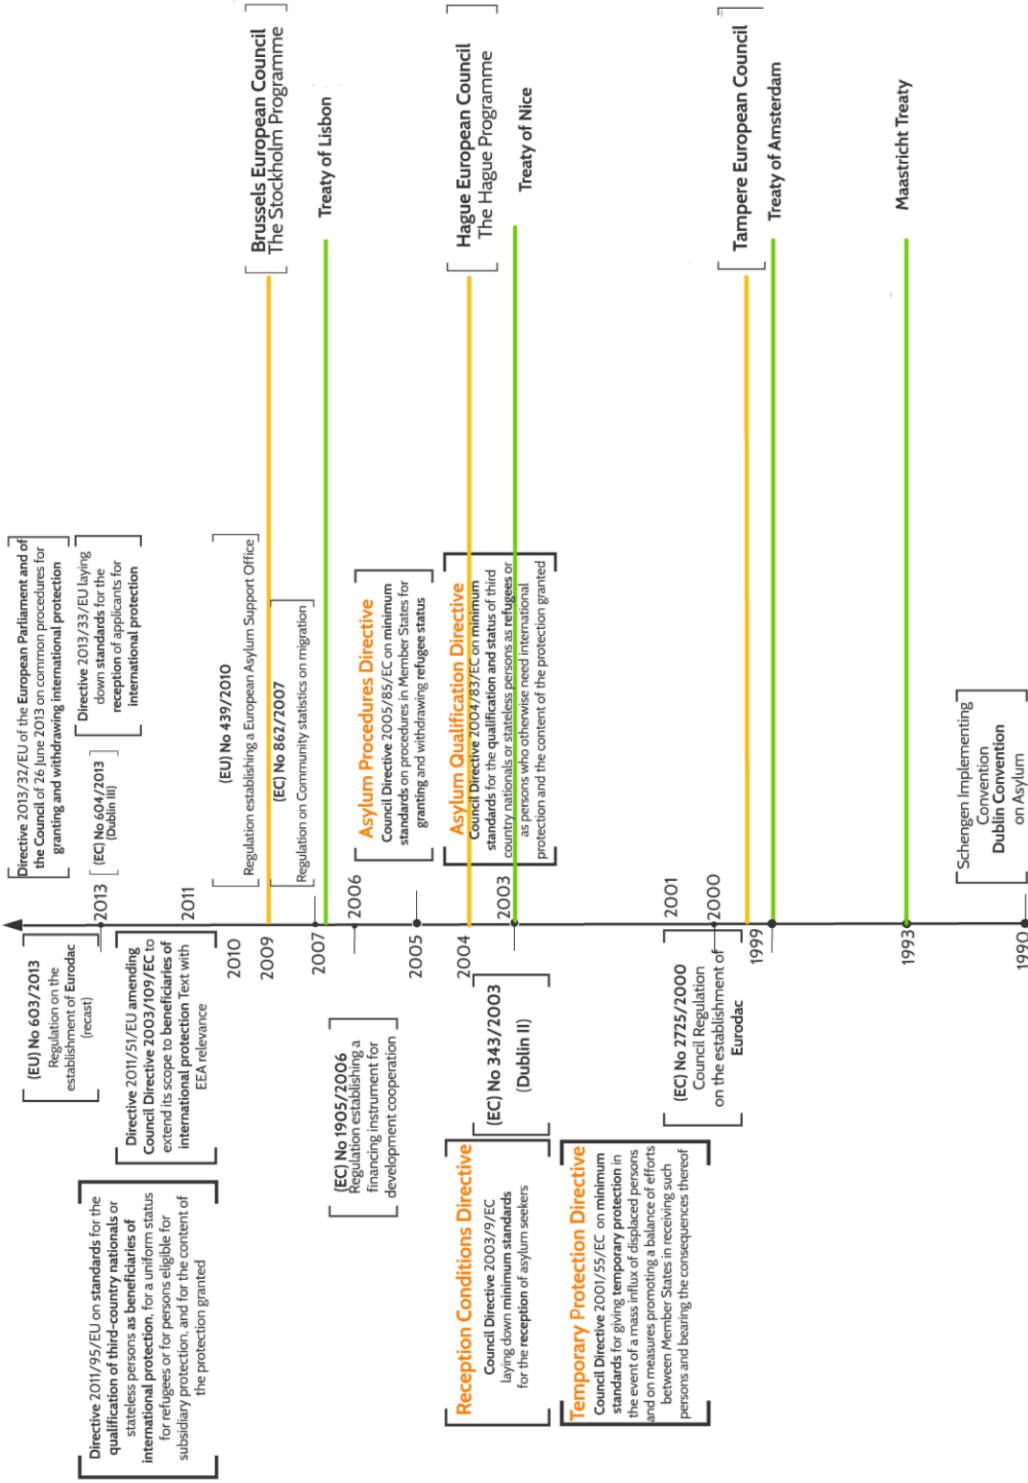 Brussels European Council
The Stockholm Programme
Treaty of Lisbon
Hague European Council
The Hague Programme
Treaty of Nice
Tampere European Council
Treaty of Amsterdam
Maastricht Treaty
Directive 2013/32/EU of the European Parliament and of
the Council of 26 June 2013 on common procedures for
granting and withdrawing international protection
(EC) No 604/2013
(Dublin III)
Directive 2013/33/EU laying
down standards for the
reception of applicants for
international protection
(EU) No 439/2010
Regulation establishing a European Asylum Support Office
(EC) No 862/2007
Regulation on Community statistics on migration
Asylum Procedures Directive
Council Directive 2005/85/EC on minimum
standards on procedures in Member States for
granting and withdrawing refugee status
Asylum Qualification Directive
Council Directive 2004/83/EC on minimum
standards for the qualification and status of third
country nationals or stateless persons as refugees or
as persons who otherwise need international
protection and the content of the protection granted
Schengen Implementing
Convention
Dublin Convention
on Asylum
2013
2011
2010
2009
2007
2006
2005
2004
2003
2001
2000
1999
1993
1990
(EU) No 603/2013
Regulation on the
establishment of Eurodac
(recast)
Directive 2011/51/EU amending
Council Directive 2003/109/EC to
extend its scope to beneficiaries of
international protection Text with
EEA relevance
(EC) No 1905/2006
Regulation establishing a
financing instrument for
development cooperation
(EC) No 343/2003
(Dublin II)
(EC) No 2725/2000
Council Regulation
on the establishment of
Eurodac
Directive 2011/95/EU on standards for the
qualification of third-country nationals or
stateless persons as beneficiaries of
international protection, for a uniform status
for refugees or for persons eligible for
subsidiary protection, and for the content of
the protection granted
Reception Conditions Directive
Council Directive 2003/9/EC
laying down minimum standards
for the reception of asylum seekers
Temporary Protection Directive
Council Directive 2001/55/EC on minimum
standards for giving temporary protection in
the event of a mass influx of displaced persons
and on measures promoting a balance of efforts
between Member States in receiving such
persons and bearing the consequences thereof